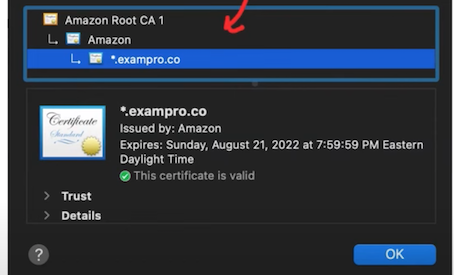 Amazon Root CA 1
Amazon
*.exampro.co
Certificate
Standard
*.exampro.co
Issued by: Amazon
Expires: Sunday, August 21, 2022 at 7:59:59 PM Eastern
Daylight Time
This certificate is valid
Trust
Details
?
OK